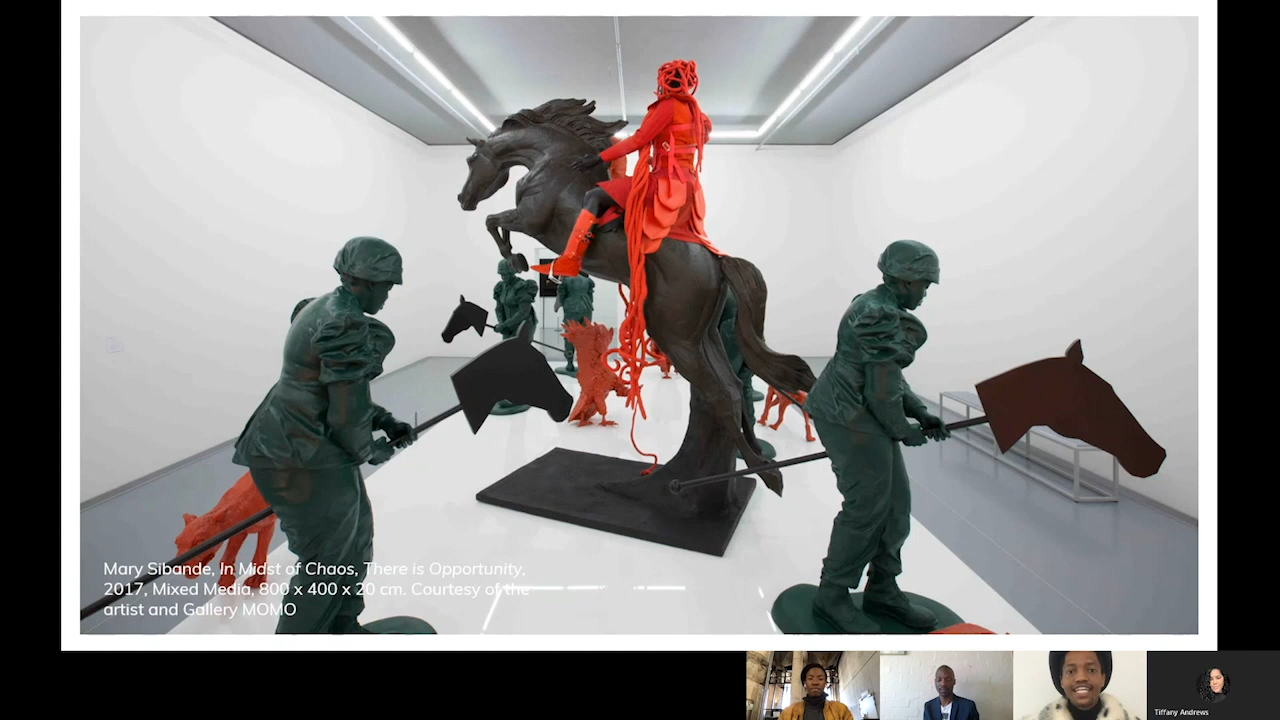 Mary Sibande, In Midst of Chaos, There is Opportunity,
2017, Mixed Media, 800 x 400 x 20 cm. Courtesy of the
artist and Gallery MOMO
Tiffany Andrews